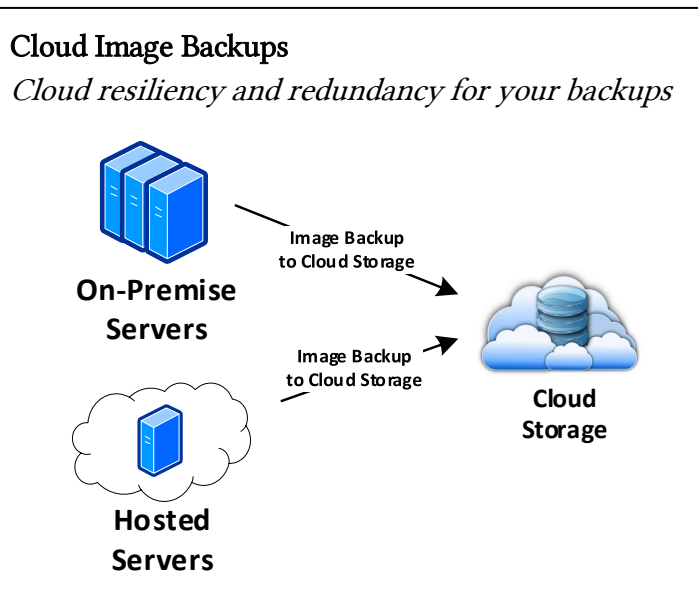 Cloud Image Backups
Cloud resiliency and redundancy for your backups
Image Backup
to Cloud Storage
On-Premise
Servers
Image Backup
to Cloud Storage
Cloud
Storage
Hosted
Servers